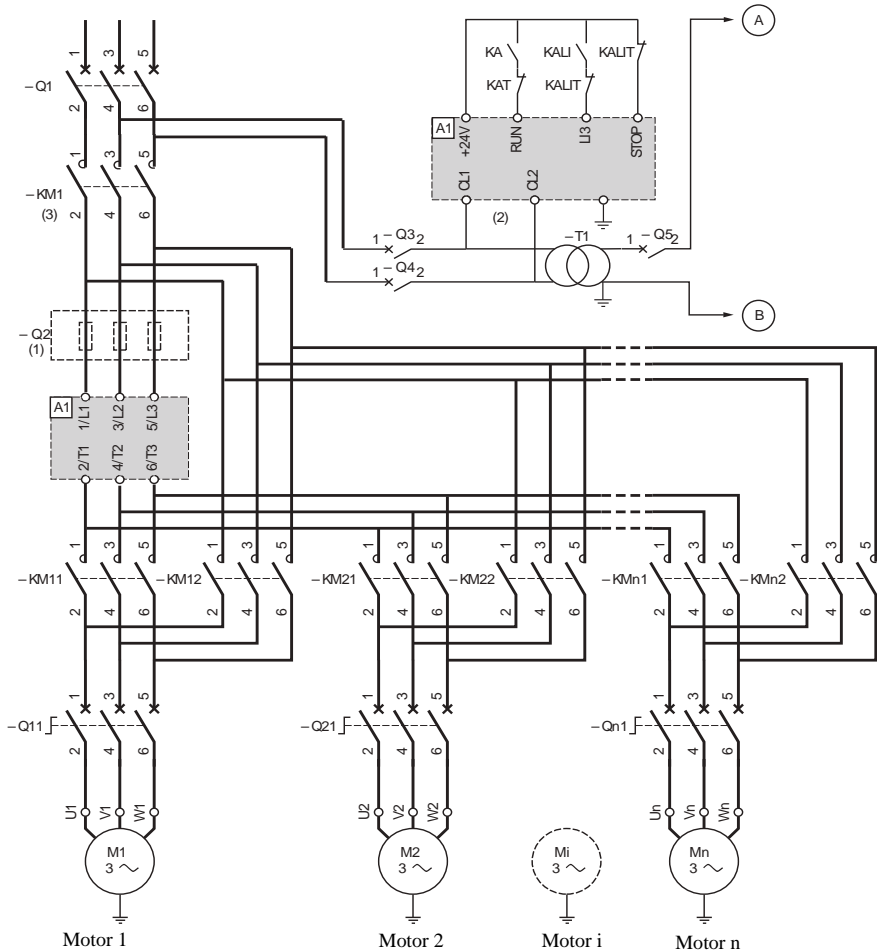 1 3 5
– Q1
2 4 6
1 3 5
– KM1
(3)
2 4 6
– Q2
(1)
A1
1/L1 3/L2 5/L3
2/T1 4/T2 6/T3
A
KA KALI KALIT
KAT KALIT
A1
+24V RUN LI3 STOP
CL1 CL2
(2)
1 – Q3 2
– T1
1 – Q5 2
1 – Q4 2
B
1 3 5 1 3 5 1 3 5 1 3 5 1 3 5 1 3 5
– KM11 – KM12 – KM21 – KM22 – KMn1 – KMn2
2 4 6 2 4 6 2 4 6 2 4 6 2 4 6 2 4 6
1 3 5 1 3 5 1 3 5
– Q11 – Q21 – Qn1
2 4 6 2 4 6 2 4 6
U1 V1 W1 U2 V2 W2 Un Vn Wn
M1 M2 Mi Mn
3 ~ 3 ~ 3 ~ 3 ~
Motor 1 Motor 2 Motor i Motor n